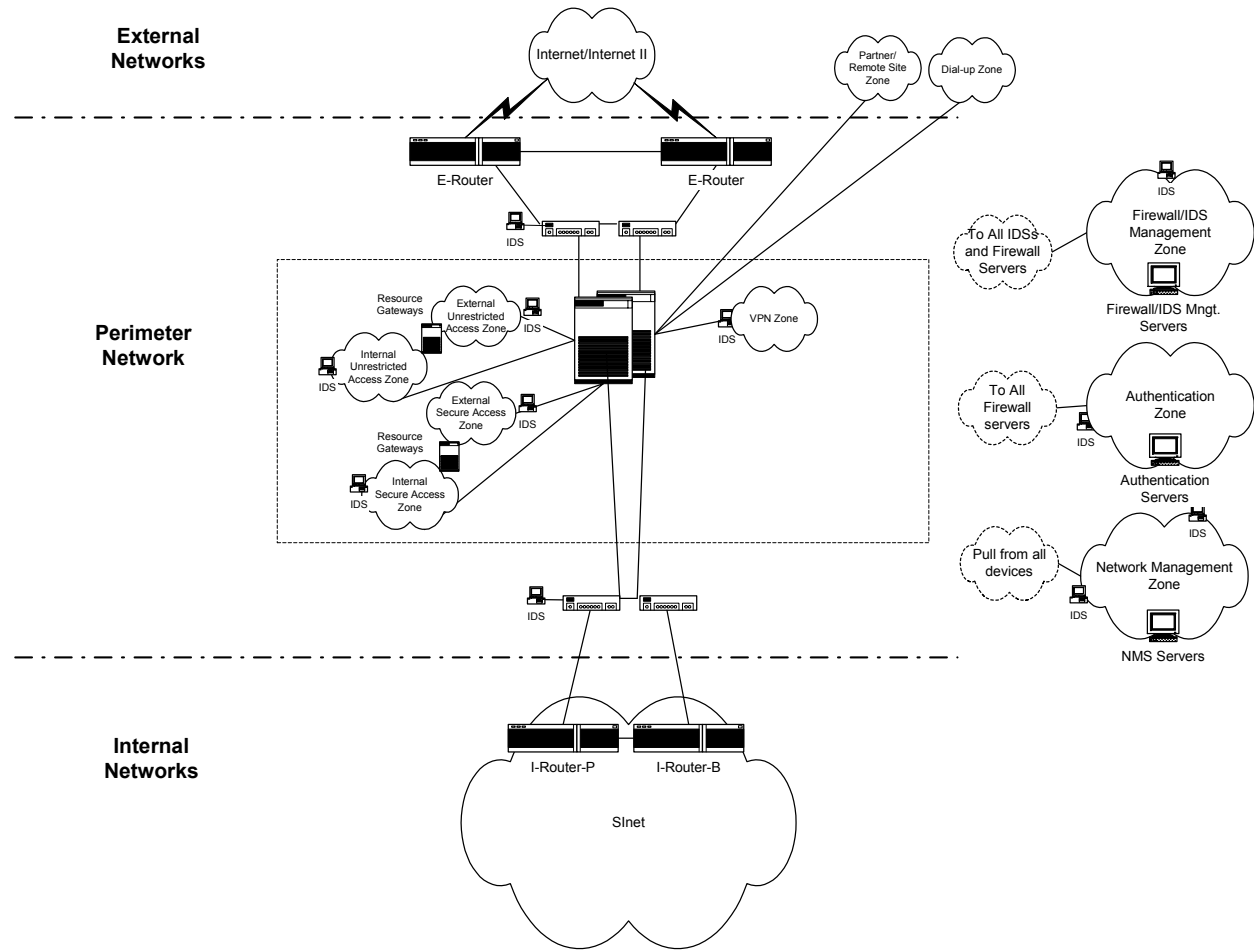 External
Networks
Internet/Internet II
Partner/
Remote Site
Zone
Dial-up Zone
E-Router
E-Router
IDS
IDS
Firewall/IDS
Management
Zone
To All IDSs
and Firewall
Servers
Firewall/IDS Mngt.
Servers
Perimeter
Network
Resource
Gateways
External
Unrestricted
Access Zone
IDS
Internal
Unrestricted
Access Zone
IDS
VPN Zone
IDS
External
Secure Access
Zone
IDS
Resource
Gateways
Internal
Secure Access
Zone
IDS
To All
Firewall
servers
Authentication
Zone
IDS
Authentication
Servers
IDS
Pull from all
devices
Network Management
Zone
IDS
NMS Servers
IDS
Internal
Networks
I-Router-P
I-Router-B
SInet